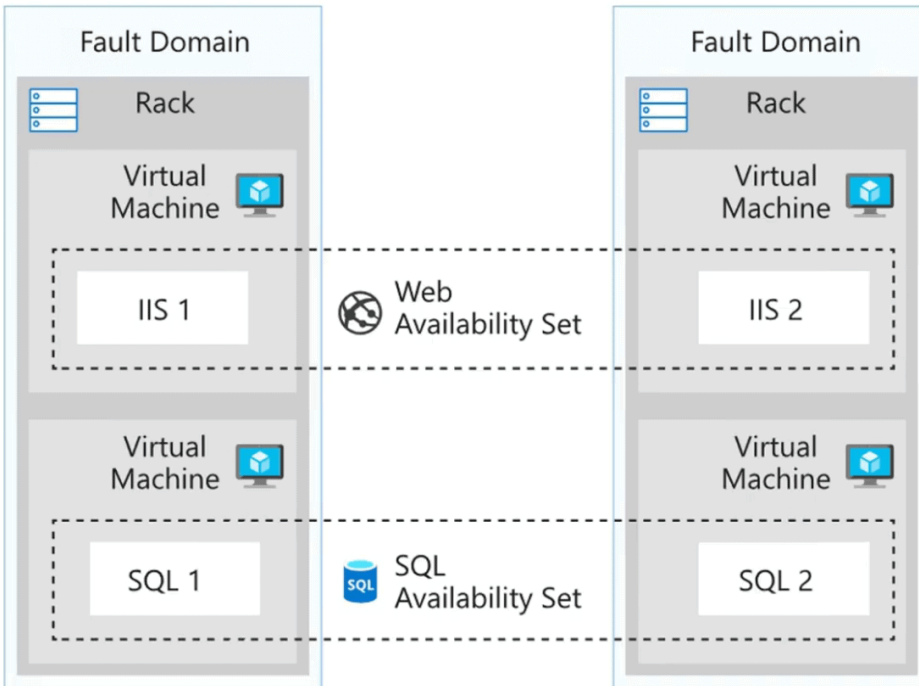 Fault Domain
Rack
Virtual
Machine
IIS 1
Virtual
Machine
SQL 1
Web
Availability Set
SQL
SQL
Availability Set
Fault Domain
Rack
Virtual
Machine
IIS 2
Virtual
Machine
SQL 2